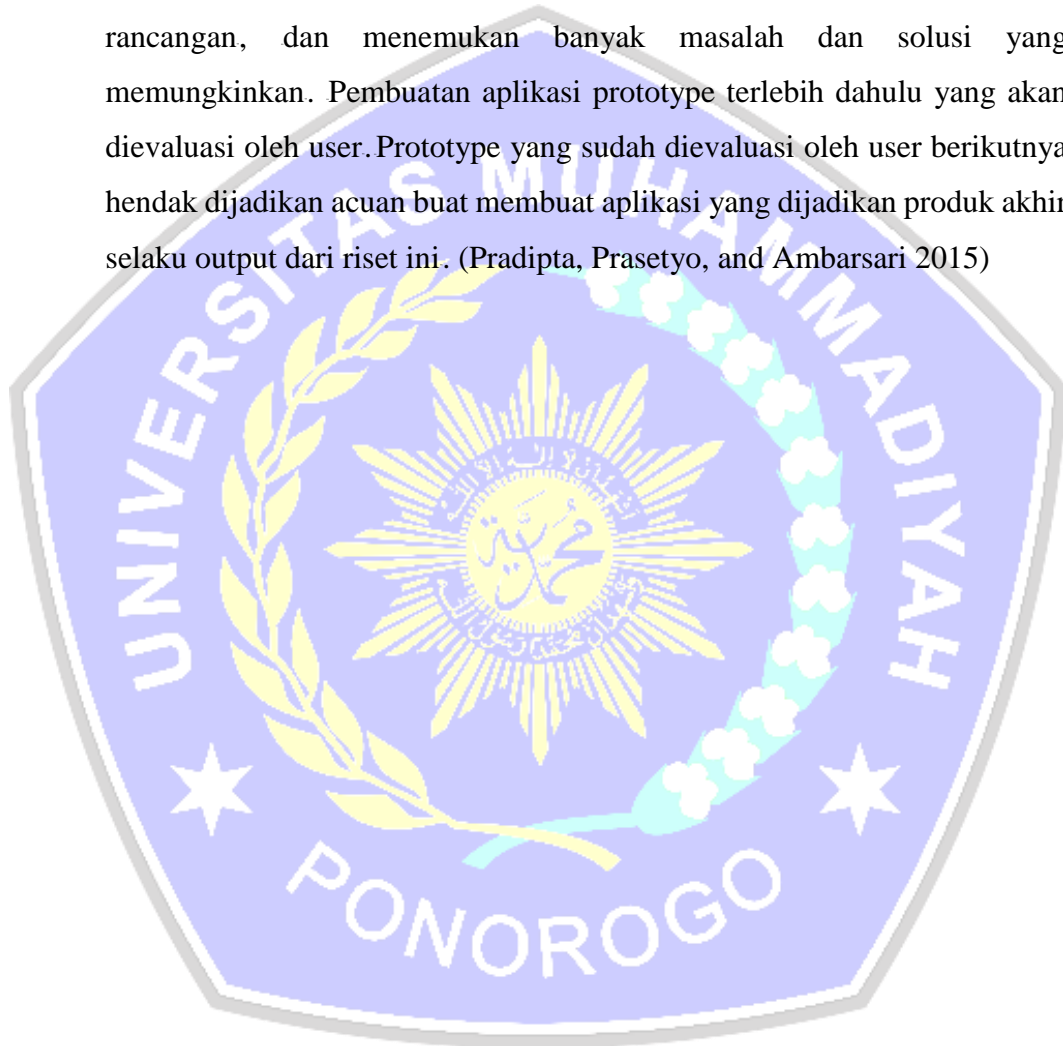 rancangan, dan menemukan banyak masalah dan solusi yang
memungkinkan. Pembuatan aplikasi prototype terlebih dahulu yang akan
dievaluasi oleh user. Prototype yang sudah dievaluasi oleh user berikutnya
hendak dijadikan acuan buat membuat aplikasi yang dijadikan produk akhir
selaku output dari riset ini. (Pradipta, Prasetyo, and Ambarsari 2015)
UNIVERSITAS MUHAMMADIYAH
PONOROGO